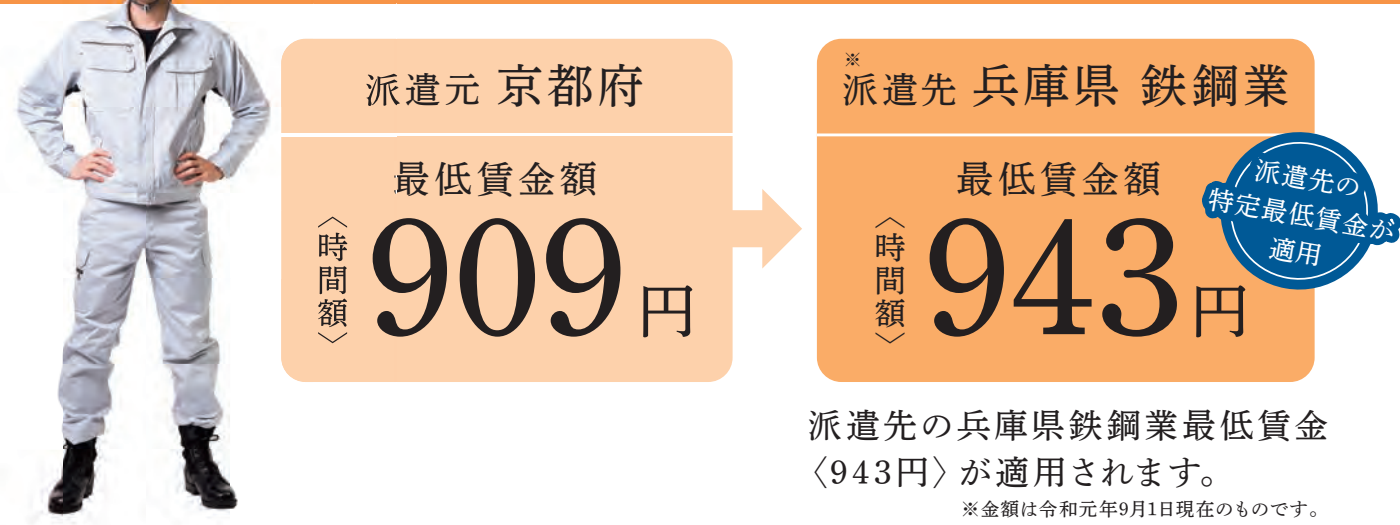 派遣元 京都府
最低賃金額
〈時間額〉
909円
※
派遣先 兵庫県 鉄鋼業
最低賃金額
〈時間額〉
943円
派遣先の
特定最低賃金が
適用
派遣先の兵庫県鉄鋼業最低賃金
〈943円〉が適用されます。
※金額は令和元年9月1日現在のものです。